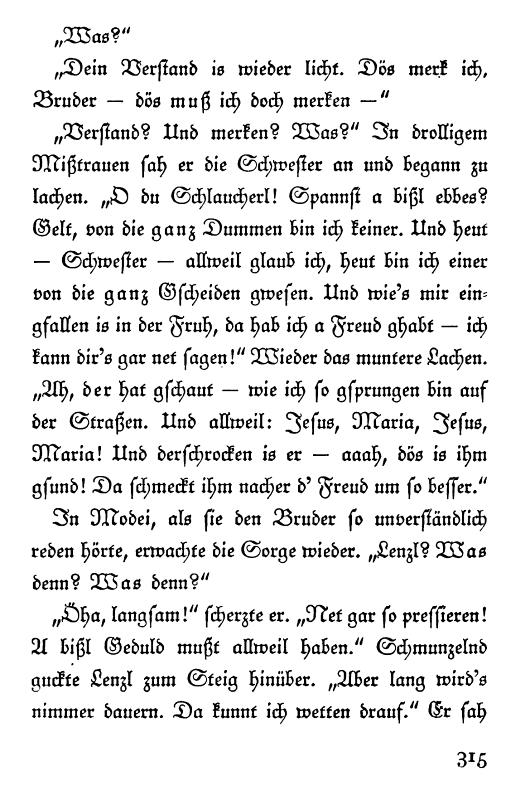 „Was?“
„Dein Verstand is wieder licht. Dös merk ich,
Bruder — dös muß ich doch merken —“
„Verstand? Und merken? Was?“ In drolligem
Mißtrauen sah er die Schwester an und begann zu
lachen. „O du Schlaucherl! Spannst a bißl ebbes?
Gelt, von die ganz Dummen bin ich keiner. Und heut
— Schwester — allweil glaub ich, heut bin ich einer
von die ganz Gscheiden gwesen. Und wie's mir ein-
gfallen is in der Fruh, da hab ich a Freud ghabt — ich
kann dir's gar net sagen!“ Wieder das muntere Lachen.
„Ah, der hat gschaut — wie ich so gsprungen bin auf
der Straßen. Und allweil: Jesus, Maria, Jesus,
Maria! Und derschrocken is er — aaah, dös is ihm
gsund! Da schmeckt ihm nacher d' Freud um so besser.“
In Modei, als sie den Bruder so unverständlich
reden hörte, erwachte die Sorge wieder. „Lenzl? Was
denn? Was denn?“
„Öha, langsam!“ scherzte er. „Net gar so pressieren!
A bißl Geduld mußt allweil haben.“ Schmunzelnd
guckte Lenzl zum Steig hinüber. „Aber lang wird's
nimmer dauern. Da kunnt ich wetten drauf.“ Er sah
315